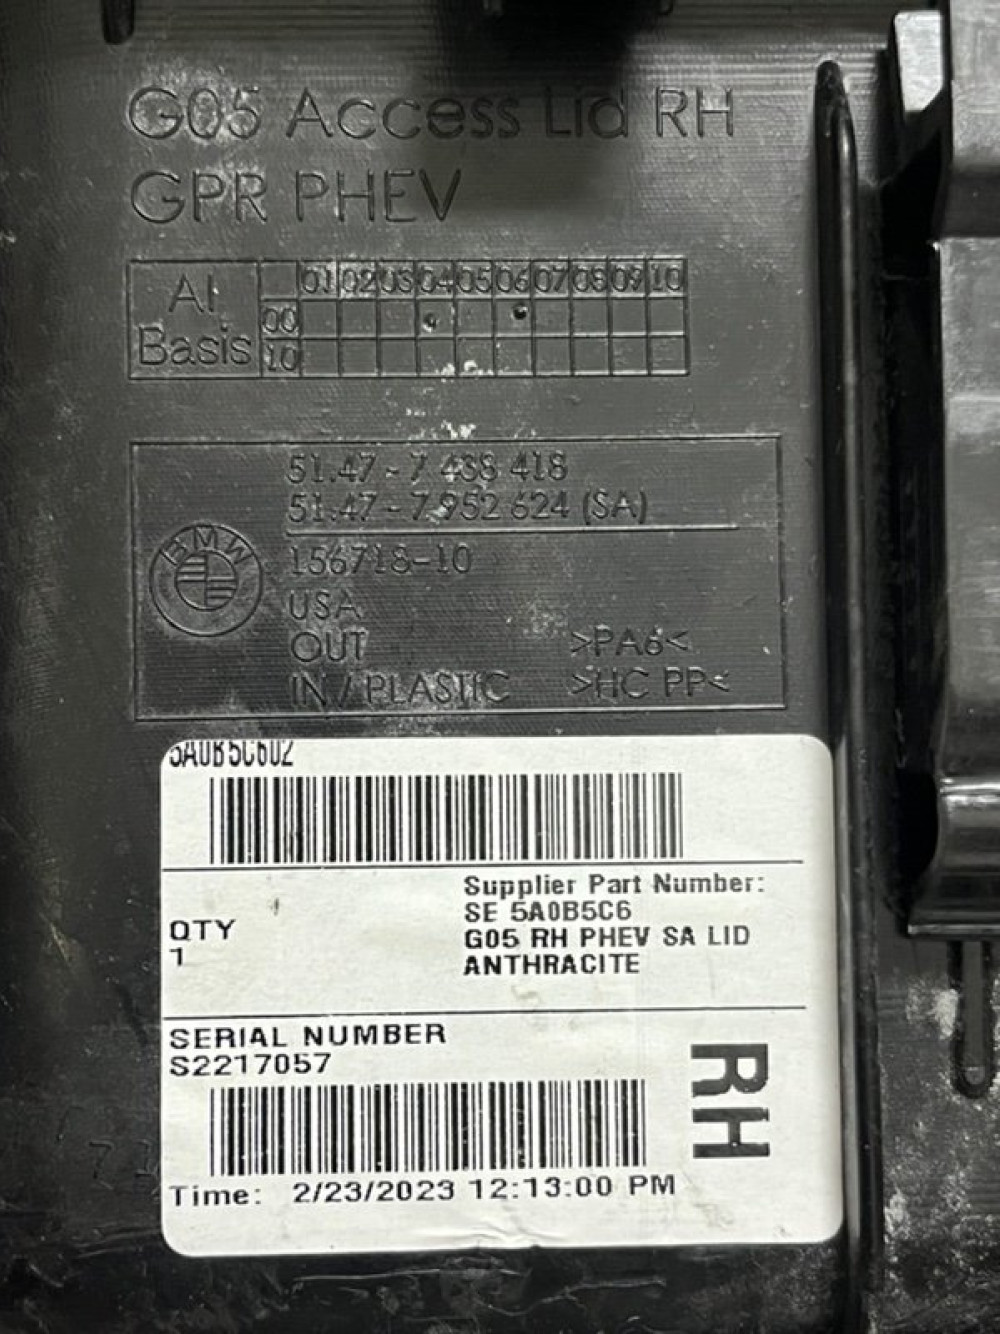 G05 Access Lid RH
GPR PHEV
AI
Basis
01 02 03 04 05 06 07 08 09 10
00
10
51.47-7 438 418
51.47-7 952 624 (SA)
BMW
156718-10
USA
OUT >PA6<
IN / PLASTIC >HC PP<
5A0B5C602
QTY
1
Supplier Part Number:
SE 5A0B5C6
G05 RH PHEV SA LID
ANTHRACITE
SERIAL NUMBER
S2217057
RH
Time: 2/23/2023 12:13:00 PM